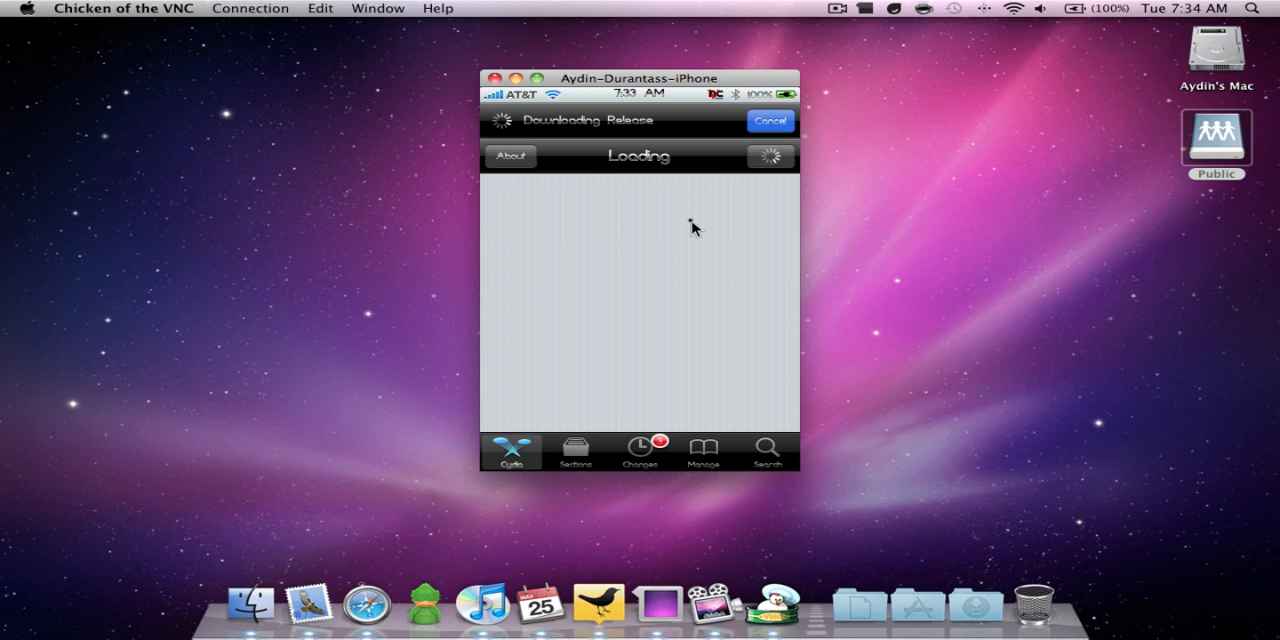 Chicken of the VNC Connection Edit Window Help (100%) Tue 7:34 AM
Aydin's Mac
Public
Aydin-Durantass-iPhone
AT&T 7:33 AM 100%
Downloading Release Cancel
About Loading
Cydia Sections Changes Manage Search
MAY
25